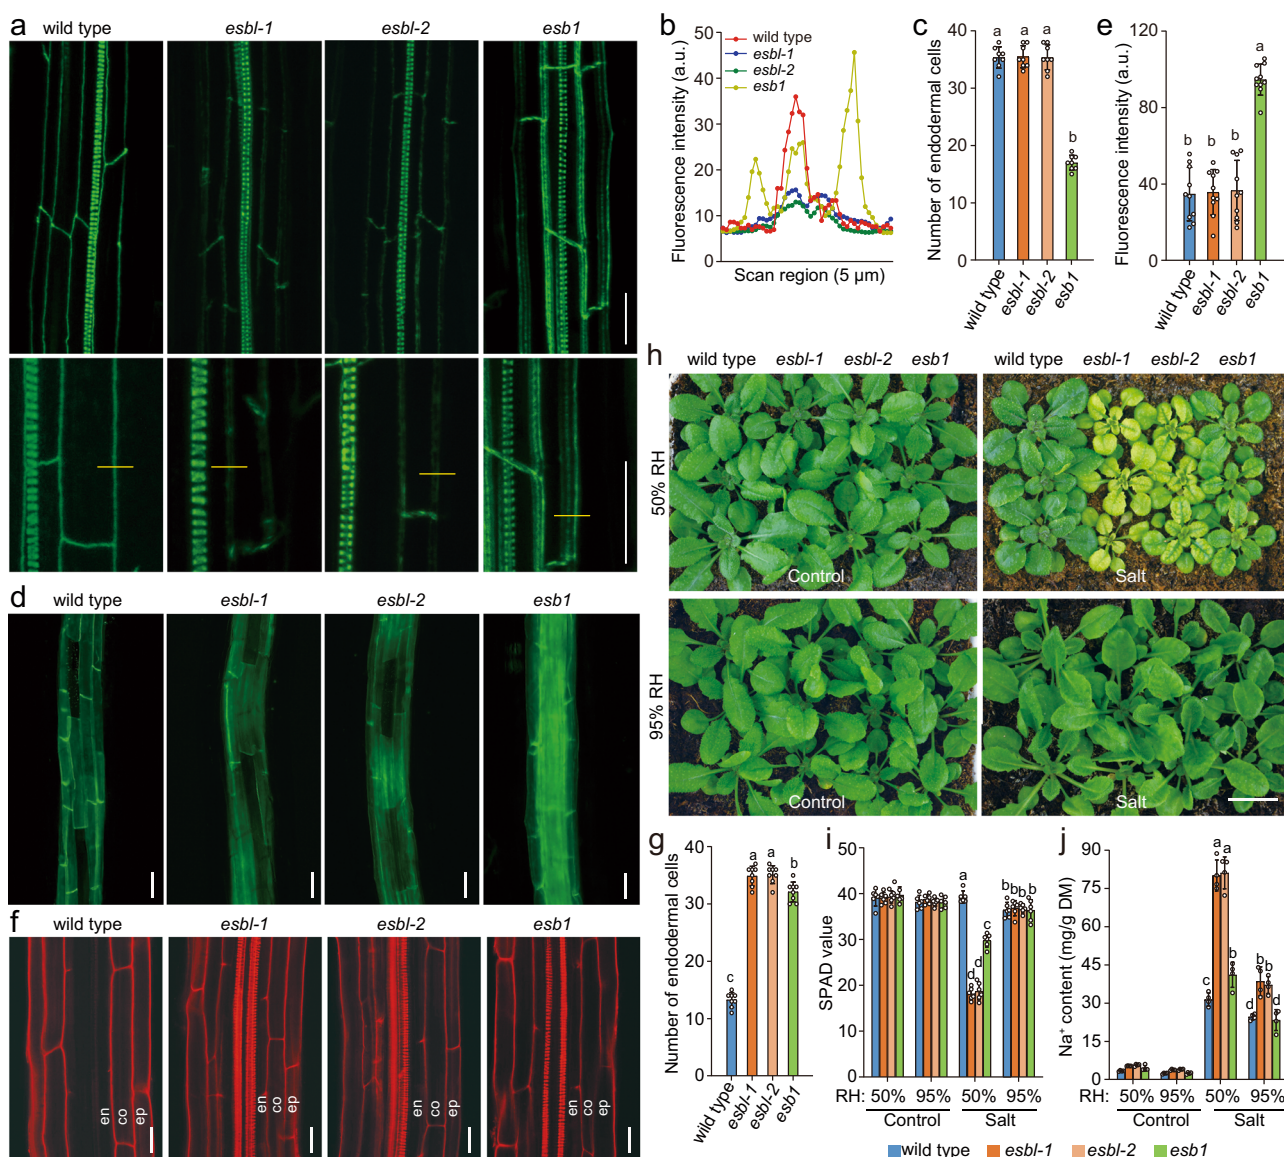 a
wild type
esbl-1
esbl-2
esb1
b
Fluorescence intensity (a.u.)
50
40
30
20
10
0
wild type
esbl-1
esbl-2
esb1
Scan region (5 µm)
c
Number of endodermal cells
40
30
20
10
0
a a a b
wild type
esbl-1
esbl-2
esb1
e
Fluorescence intensity (a.u.)
120
80
40
0
b b b a
wild type
esbl-1
esbl-2
esb1
d
wild type
esbl-1
esbl-2
esb1
h
wild type esbl-1 esbl-2 esb1
wild type esbl-1 esbl-2 esb1
50% RH
Control
Salt
95% RH
Control
Salt
f
wild type
esbl-1
esbl-2
esb1
en co ep
en co ep
en co ep
en co ep
g
Number of endodermal cells
40
30
20
10
0
c a a b
wild type
esbl-1
esbl-2
esb1
i
SPAD value
50
40
30
20
10
0
a d d c b b b b
RH: 50% 95% 50% 95%
Control Salt
j
Na⁺ content (mg/g DM)
90
75
60
45
30
15
0
c a a b d b b d
RH: 50% 95% 50% 95%
Control Salt
wild type esbl-1 esbl-2 esb1